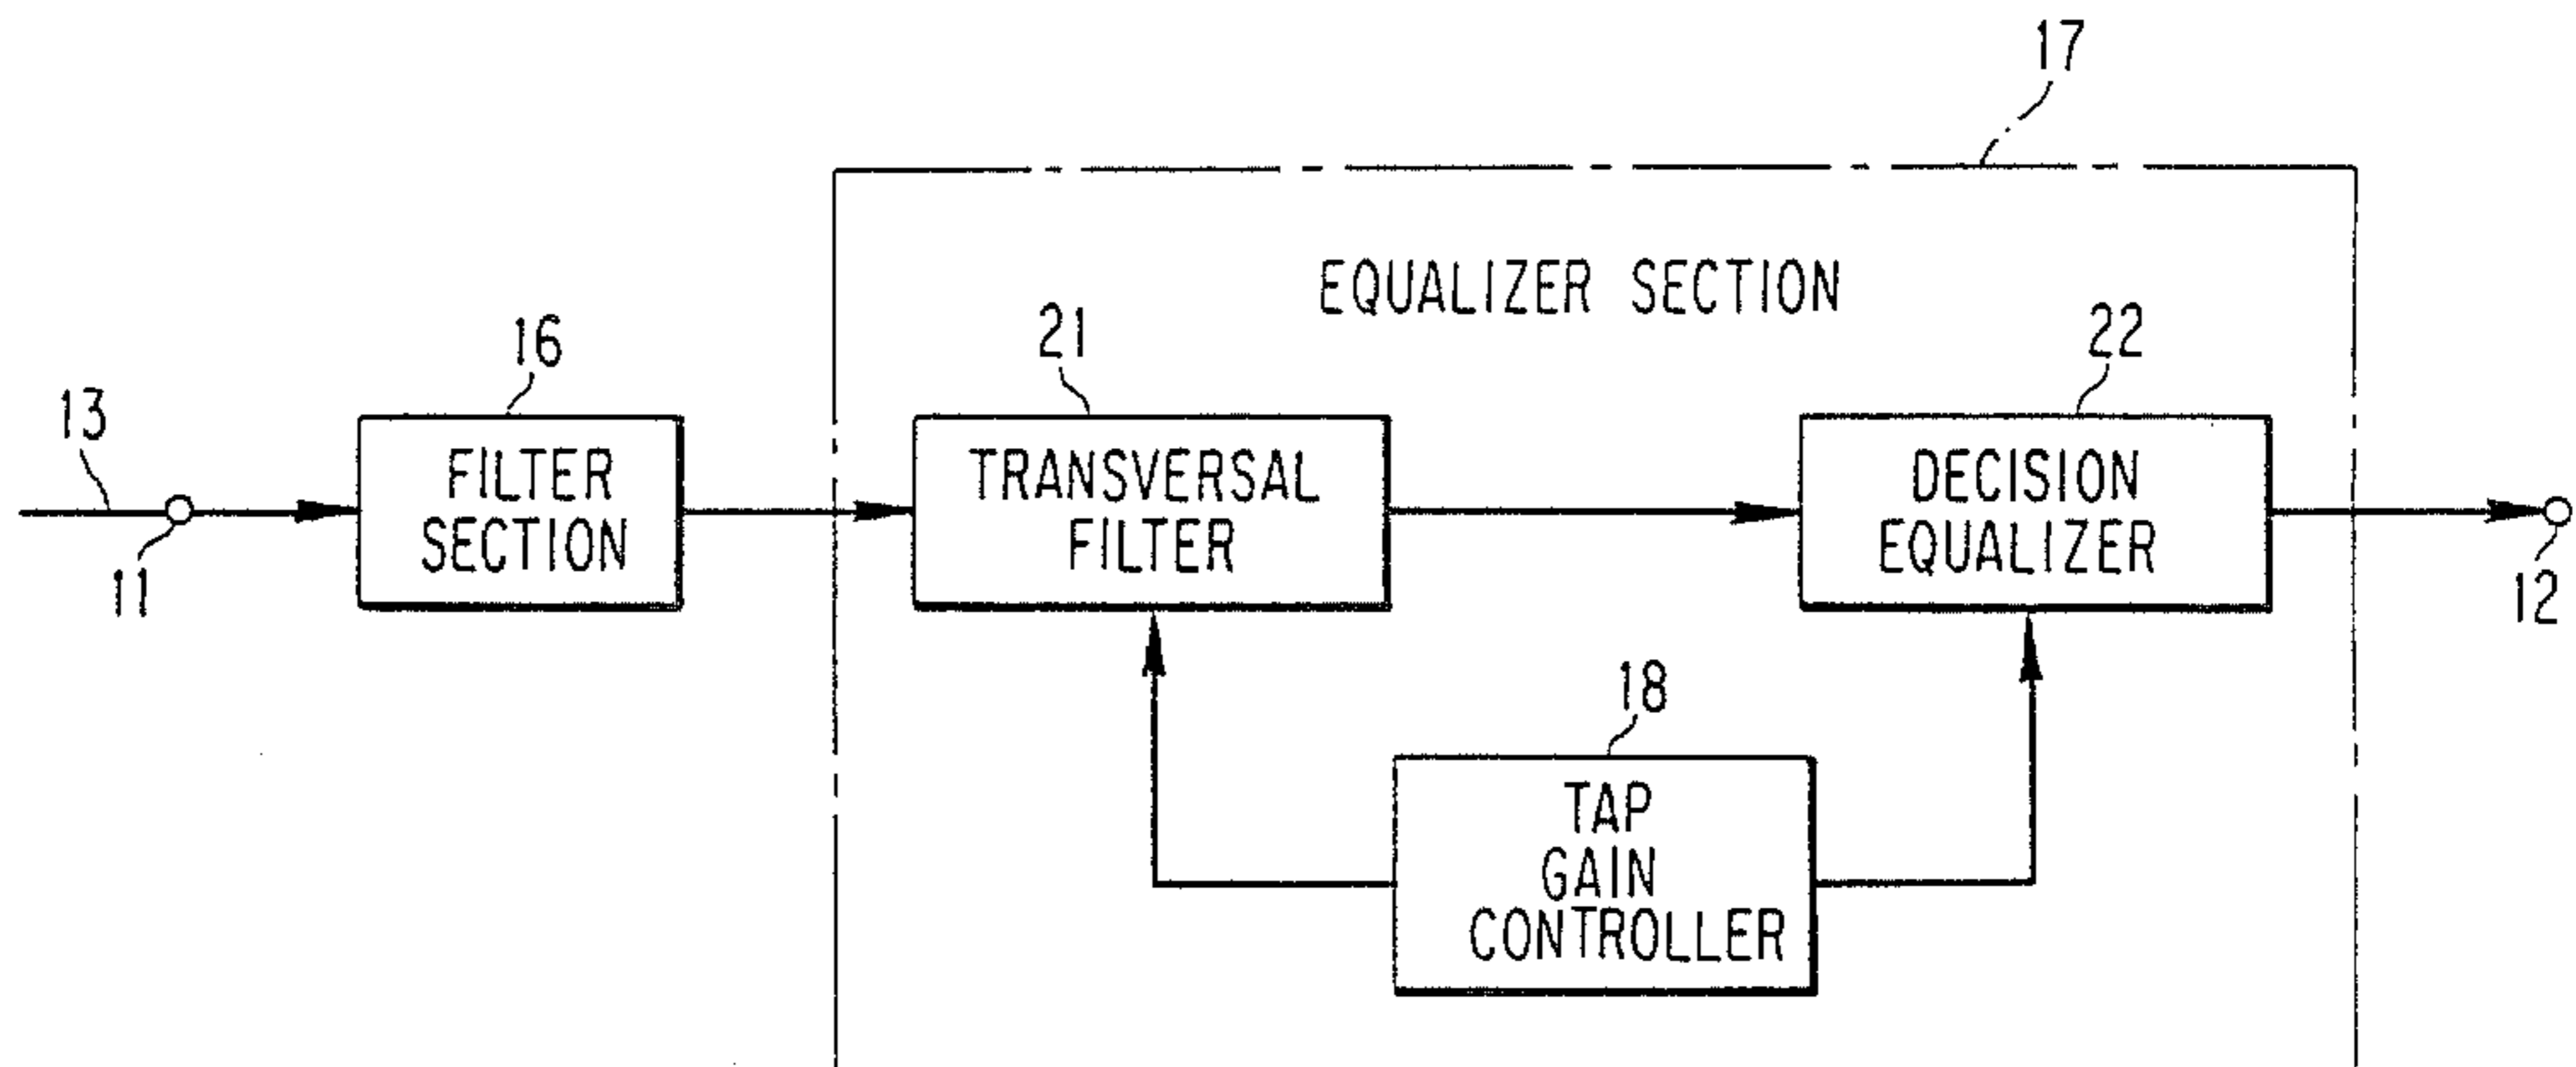 17
EQUALIZER SECTION
16
21
22
13
FILTER
SECTION
TRANSVERSAL
FILTER
DECISION
EQUALIZER
11
12
18
TAP
GAIN
CONTROLLER